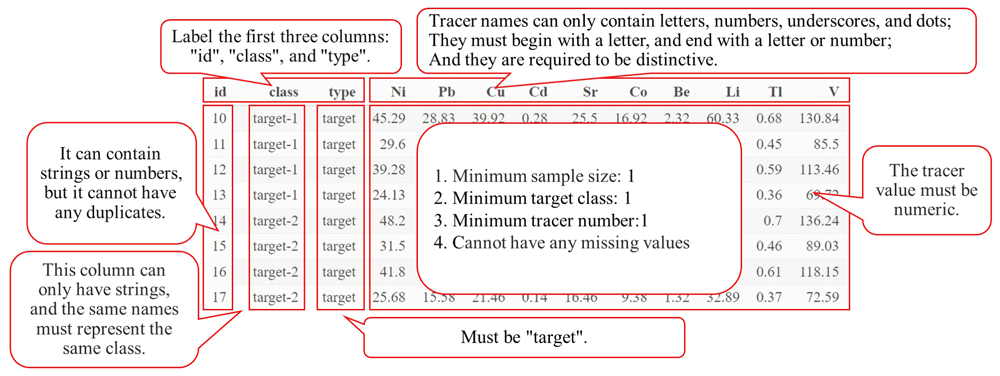 Label the first three columns:
"id", "class", and "type".
Tracer names can only contain letters, numbers, underscores, and dots;
They must begin with a letter, and end with a letter or number;
And they are required to be distinctive.
id class type Ni Pb Cu Cd Sr Co Be Li Tl V
10 target-1 target 45.29 28.83 39.92 0.28 25.5 16.92 2.32 60.33 0.68 130.84
11 target-1 target 29.6 0.45 85.5
12 target-1 target 39.28 0.59 113.46
13 target-1 target 24.13 0.36
14 target-2 target 48.2 0.7 136.24
15 target-2 target 31.5 0.46 89.03
16 target-2 target 41.8 0.61 118.15
17 target-2 target 25.68 15.58 21.46 0.14 16.46 9.38 1.32 32.89 0.37 72.59
It can contain
strings or numbers,
but it cannot have
any duplicates.
1. Minimum sample size: 1
2. Minimum target class: 1
3. Minimum tracer number:1
4. Cannot have any missing values
The tracer
value must be
numeric.
This column can
only have strings,
and the same names
must represent the
same class.
Must be "target".